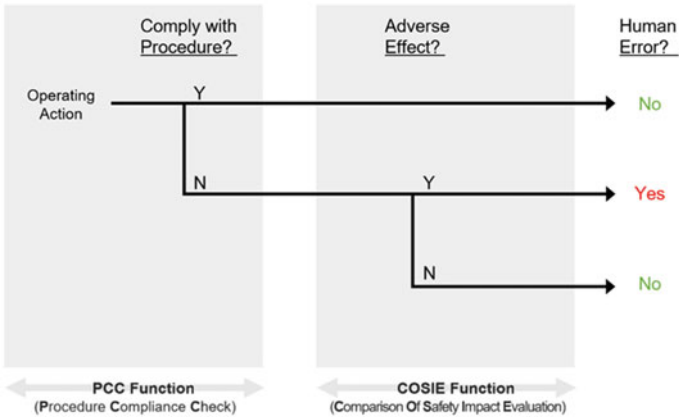 Comply with
Procedure?
Adverse
Effect?
Human
Error?
Operating
Action
Y
No
N
Y
Yes
N
No
PCC Function
(Procedure Compliance Check)
COSIE Function
(Comparison Of Safety Impact Evaluation)